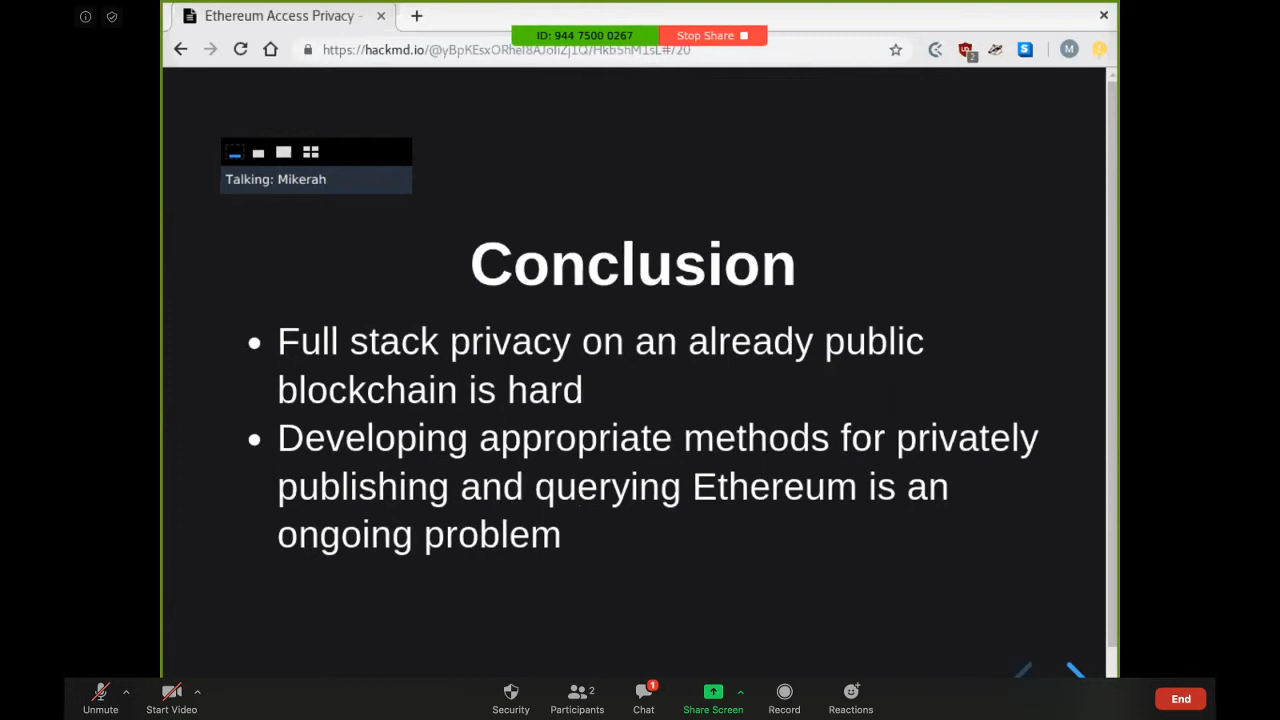 Ethereum Access Privacy -
ID: 944 7500 0267
Stop Share
Talking: Mikerah
Conclusion
Full stack privacy on an already public
blockchain is hard
Developing appropriate methods for privately
publishing and querying Ethereum is an
ongoing problem
Unmute
Start Video
Security
Participants
2
Chat
1
Share Screen
Record
Reactions
End